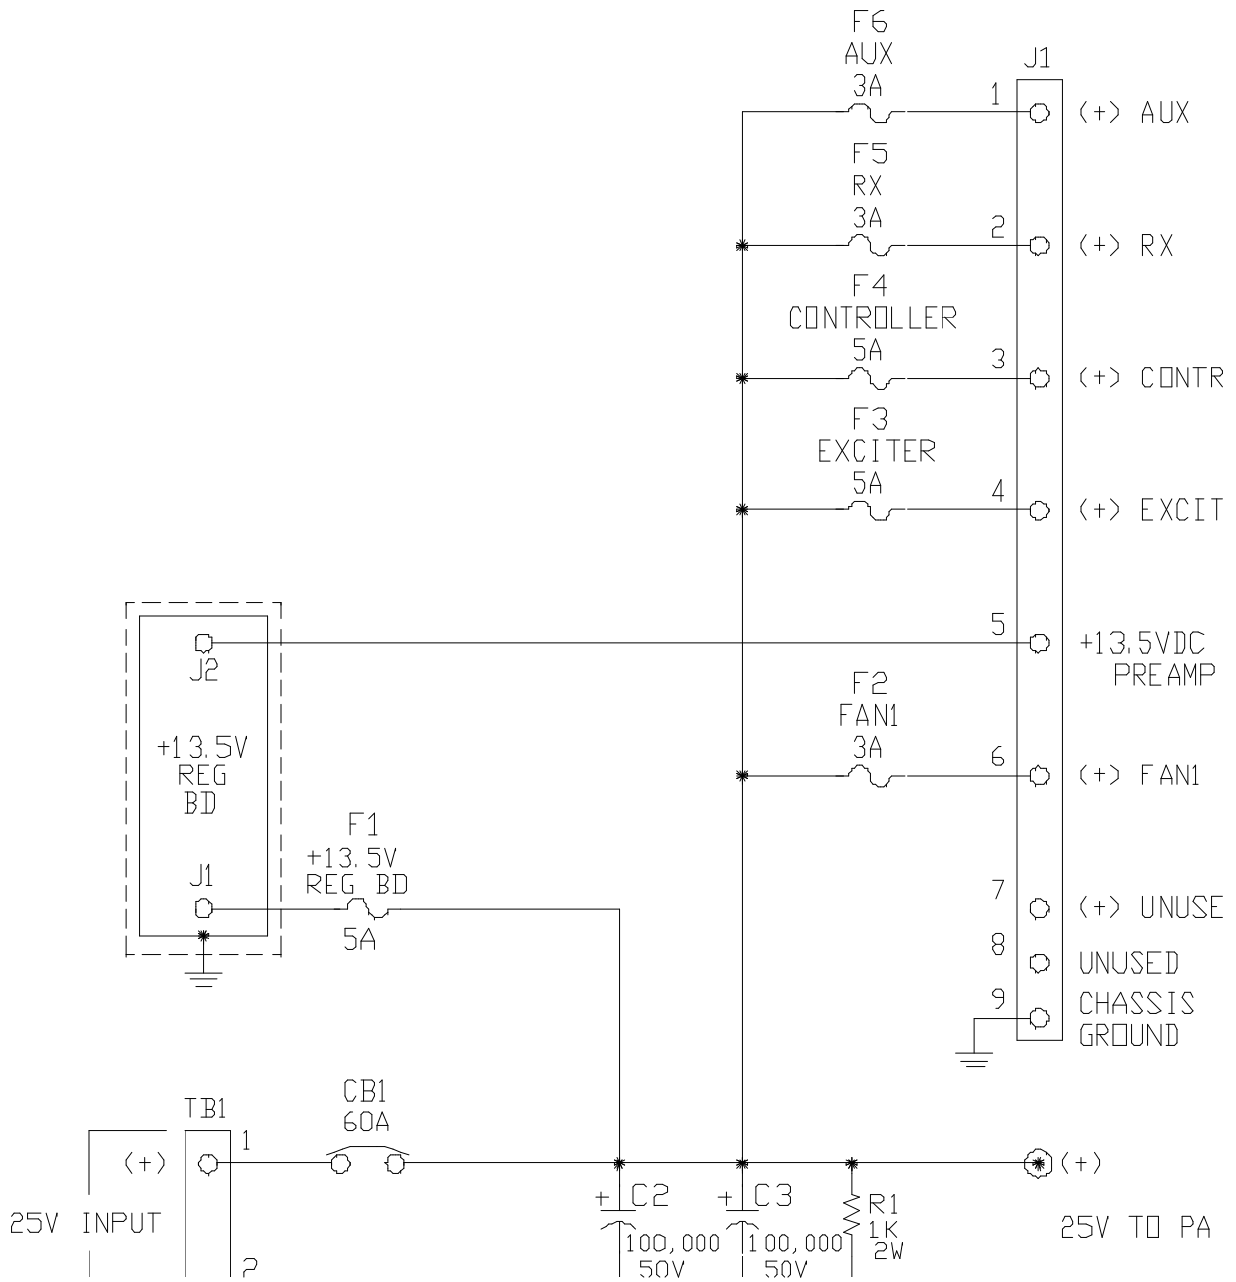 F6
AUX
3A
J1
1
(+) AUX
F5
RX
3A
2
(+) RX
F4
CONTROLLER
5A
3
(+) CONTR
F3
EXCITER
5A
4
(+) EXCIT
5
+13.5VDC
PREAMP
J2
F2
FAN1
3A
6
(+) FAN1
+13.5V
REG
BD
F1
+13.5V
REG BD
5A
J1
7
(+) UNUSE
8
UNUSED
9
CHASSIS
GROUND
CB1
60A
TB1
1
(+)
(+)
25V INPUT
+ C2
100,000
50V
+ C3
100,000
50V
R1
1K
2W
25V TO PA
2